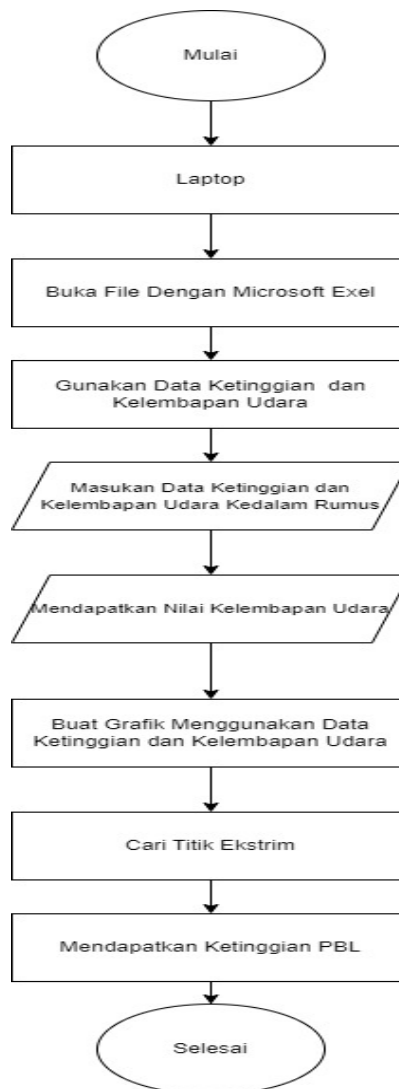 Mulai
Laptop
Buka File Dengan Microsoft Exel
Gunakan Data Ketinggian dan
Kelembapan Udara
Masukan Data Ketinggian dan
Kelembapan Udara Kedalam Rumus
Mendapatkan Nilai Kelembapan Udara
Buat Grafik Menggunakan Data
Ketinggian dan Kelembapan Udara
Cari Titik Ekstrim
Mendapatkan Ketinggian PBL
Selesai